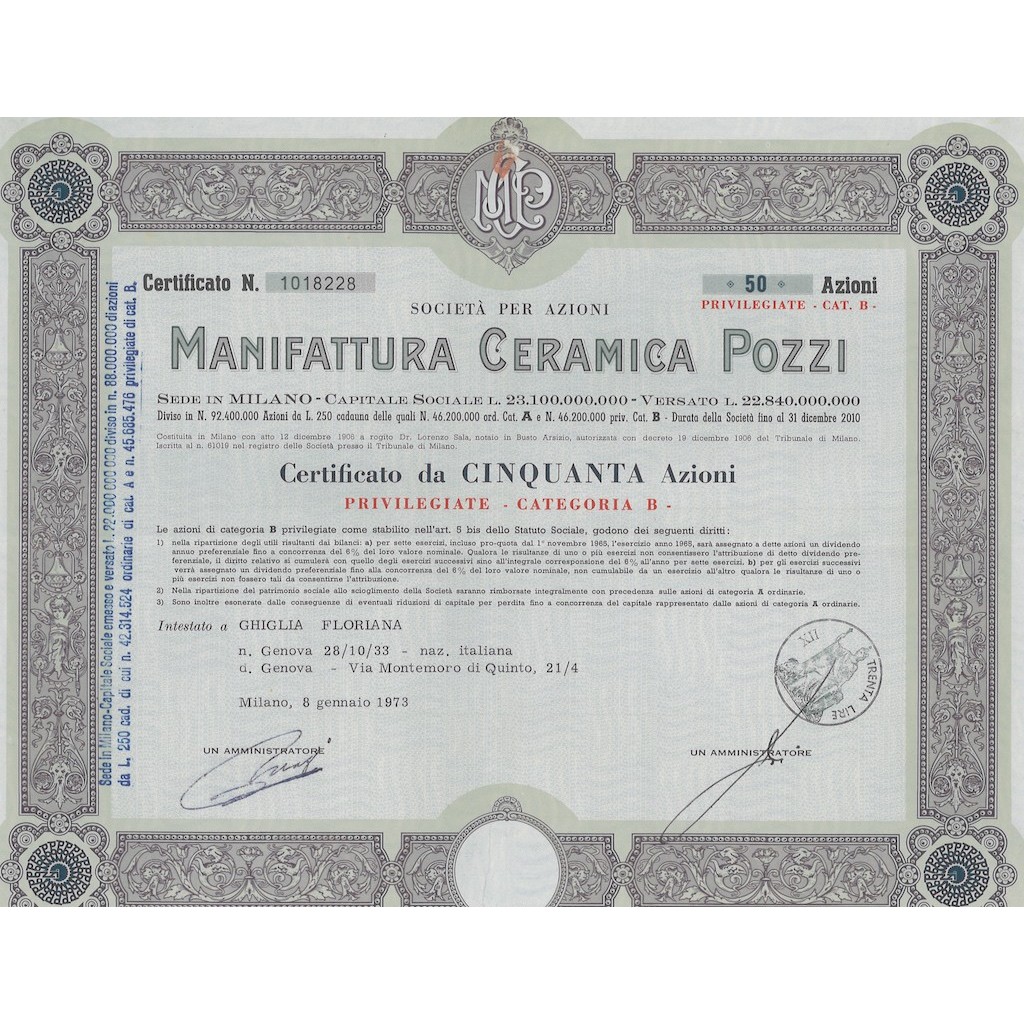 MCP
Certificato N. 1018228
50 Azioni
PRIVILEGIATE - CAT. B -
SOCIETÀ PER AZIONI
MANIFATTURA CERAMICA POZZI
SEDE IN MILANO - CAPITALE SOCIALE L. 23.100.000.000 - VERSATO L. 22.840.000.000
Diviso in N. 92.400.000 Azioni da L. 250 cadauna delle quali N. 46.200.000 ord. Cat. A e N. 46.200.000 priv. Cat. B - Durata della Società fino al 31 dicembre 2010
Costituita in Milano con atto 12 dicembre 1906 a rogito Dr. Lorenzo Sala, notaio in Busto Arsizio, autorizzata con decreto 19 dicembre 1906 del Tribunale di Milano.
Iscritta al n. 61019 nel registro delle Società presso il Tribunale di Milano.
Certificato da CINQUANTA Azioni
PRIVILEGIATE - CATEGORIA B -
Le azioni di categoria B privilegiate come stabilito nell'art. 5 bis dello Statuto Sociale, godono dei seguenti diritti:
1) nella ripartizione degli utili risultanti dai bilanci: a) per sette esercizi, incluso pro-quota dal 1° novembre 1965, l'esercizio anno 1965, sarà assegnato a dette azioni un dividendo
annuo preferenziale fino a concorrenza del 6% del loro valore nominale. Qualora le risultanze di uno o più esercizi non consentissero l'attribuzione di detto dividendo pre-
ferenziale, il diritto relativo si cumulerà con quello degli esercizi successivi sino all'integrale corresponsione del 6% all'anno per sette esercizi. b) per gli esercizi successivi
verrà assegnato un dividendo preferenziale fino alla concorrenza del 6% del loro valore nominale, non cumulabile da un esercizio all'altro qualora le risultanze di uno o
più esercizi non fossero tali da consentirne l'attribuzione.
2) Nella ripartizione del patrimonio sociale allo scioglimento della Società saranno rimborsate integralmente con precedenza sulle azioni di categoria A ordinarie.
3) Sono inoltre esonerate dalle conseguenze di eventuali riduzioni di capitale per perdita fino a concorrenza del capitale rappresentato dalle azioni di categoria A ordinarie.
Intestato a GHIGLIA FLORIANA
n. Genova 28/10/33 - naz. italiana
d. Genova - Via Montemoro di Quinto, 21/4
Milano, 8 gennaio 1973
XII
TRENTA LIRE
UN AMMINISTRATORE
UN AMMINISTRATORE
Sede in Milano-Capitale Sociale emesso e versato l. 22.000.000.000 diviso in n. 88.000.000 di azioni
da L. 250 cad. di cui n. 42.314.524 ordinarie di cat. A e n. 45.685.476 privilegiate di cat. B.